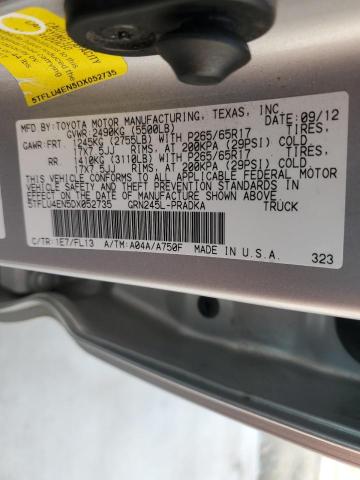 5TFLU4EN5DX052735
MFD. BY: TOYOTA MOTOR MANUFACTURING, TEXAS, INC.
DATE: 09/12
GVWR: 2490KG (5500LB)
GAWR: FRT. 1245KG (2755LB) WITH P265/65R17 TIRES
17X7.5JJ RIMS, AT 200KPA (29PSI) COLD
RR. 1410KG (3110LB) WITH P265/65R17 TIRES
17X7.5JJ RIMS, AT 200KPA (29PSI) COLD
THIS VEHICLE CONFORMS TO ALL APPLICABLE FEDERAL MOTOR
VEHICLE SAFETY AND THEFT PREVENTION STANDARDS IN
EFFECT ON THE DATE OF MANUFACTURE SHOWN ABOVE.
5TFLU4EN5DX052735 GRN245L-PRADKA TRUCK
C/TR: 1E7/FL13 A/TM: A04A/A750F MADE IN U.S.A. 323